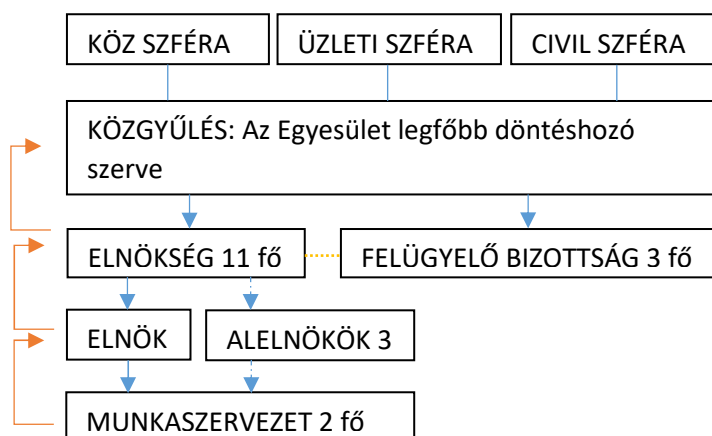 KÖZ SZFÉRA
ÜZLETI SZFÉRA
CIVIL SZFÉRA
KÖZGYŰLÉS: Az Egyesület legfőbb döntéshozó
szerve
ELNÖKSÉG 11 fő
FELÜGYELŐ BIZOTTSÁG 3 fő
ELNÖK
ALELNÖKÖK 3
MUNKASZERVEZET 2 fő